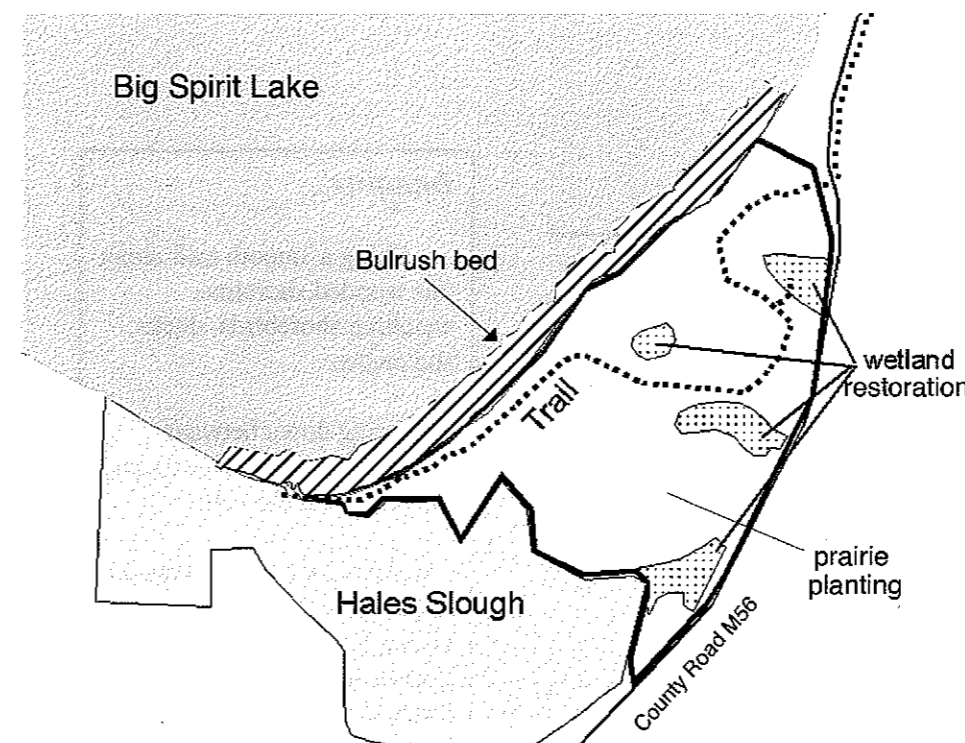 Big Spirit Lake
Bulrush bed
Trail
wetland
restoration
prairie
planting
Hales Slough
County Road M56